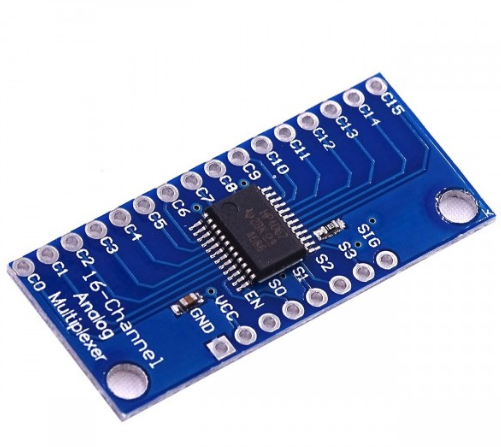 C0
C1
C2
C3
C4
C5
C6
C8
C9
C10
C11
C12
C13
C14
C15
16-Channel
Analog
Multiplexer
GND
VCC
EN
S0
S1
S2
S3
SIG
K